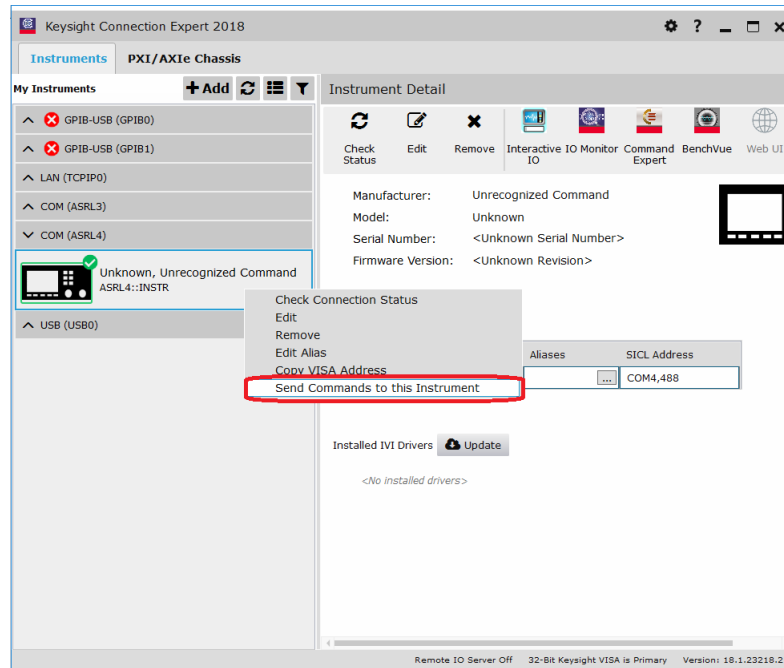 Keysight Connection Expert 2018
Instruments PXI/AXIe Chassis
My Instruments
Add
GPIB-USB (GPIB0)
GPIB-USB (GPIB1)
LAN (TCPIP0)
COM (ASRL3)
COM (ASRL4)
Unknown, Unrecognized Command
ASRL4::INSTR
USB (USB0)
Check Connection Status
Edit
Remove
Edit Alias
Copy VISA Address
Send Commands to this Instrument
Instrument Detail
Check Status
Edit
Remove
Interactive IO
IO Monitor
Command Expert
BenchVue
Web UI
Manufacturer: Unrecognized Command
Model: Unknown
Serial Number: <Unknown Serial Number>
Firmware Version: <Unknown Revision>
Aliases SICL Address
... COM4,488
Installed IVI Drivers Update
<No installed drivers>
Remote IO Server Off 32-Bit Keysight VISA is Primary Version: 18.1.23218.2